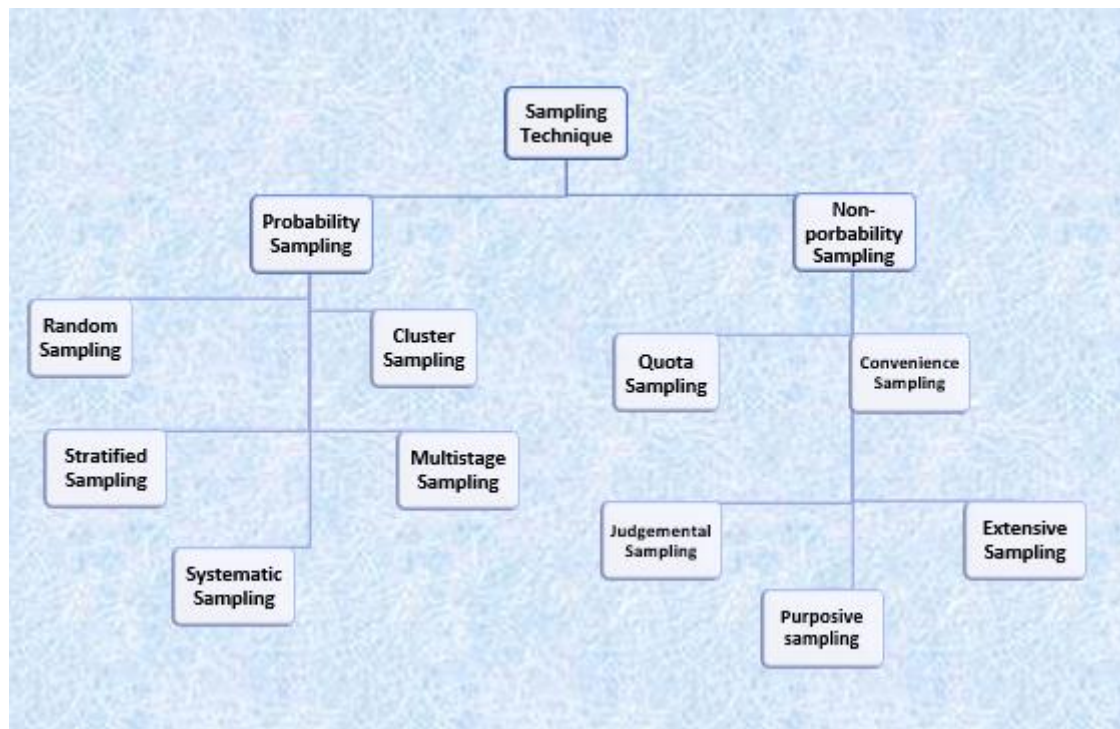 Sampling
Technique
Probability
Sampling
Non-
porbability
Sampling
Random
Sampling
Cluster
Sampling
Quota
Sampling
Convenience
Sampling
Stratified
Sampling
Multistage
Sampling
Judgemental
Sampling
Extensive
Sampling
Systematic
Sampling
Purposive
sampling